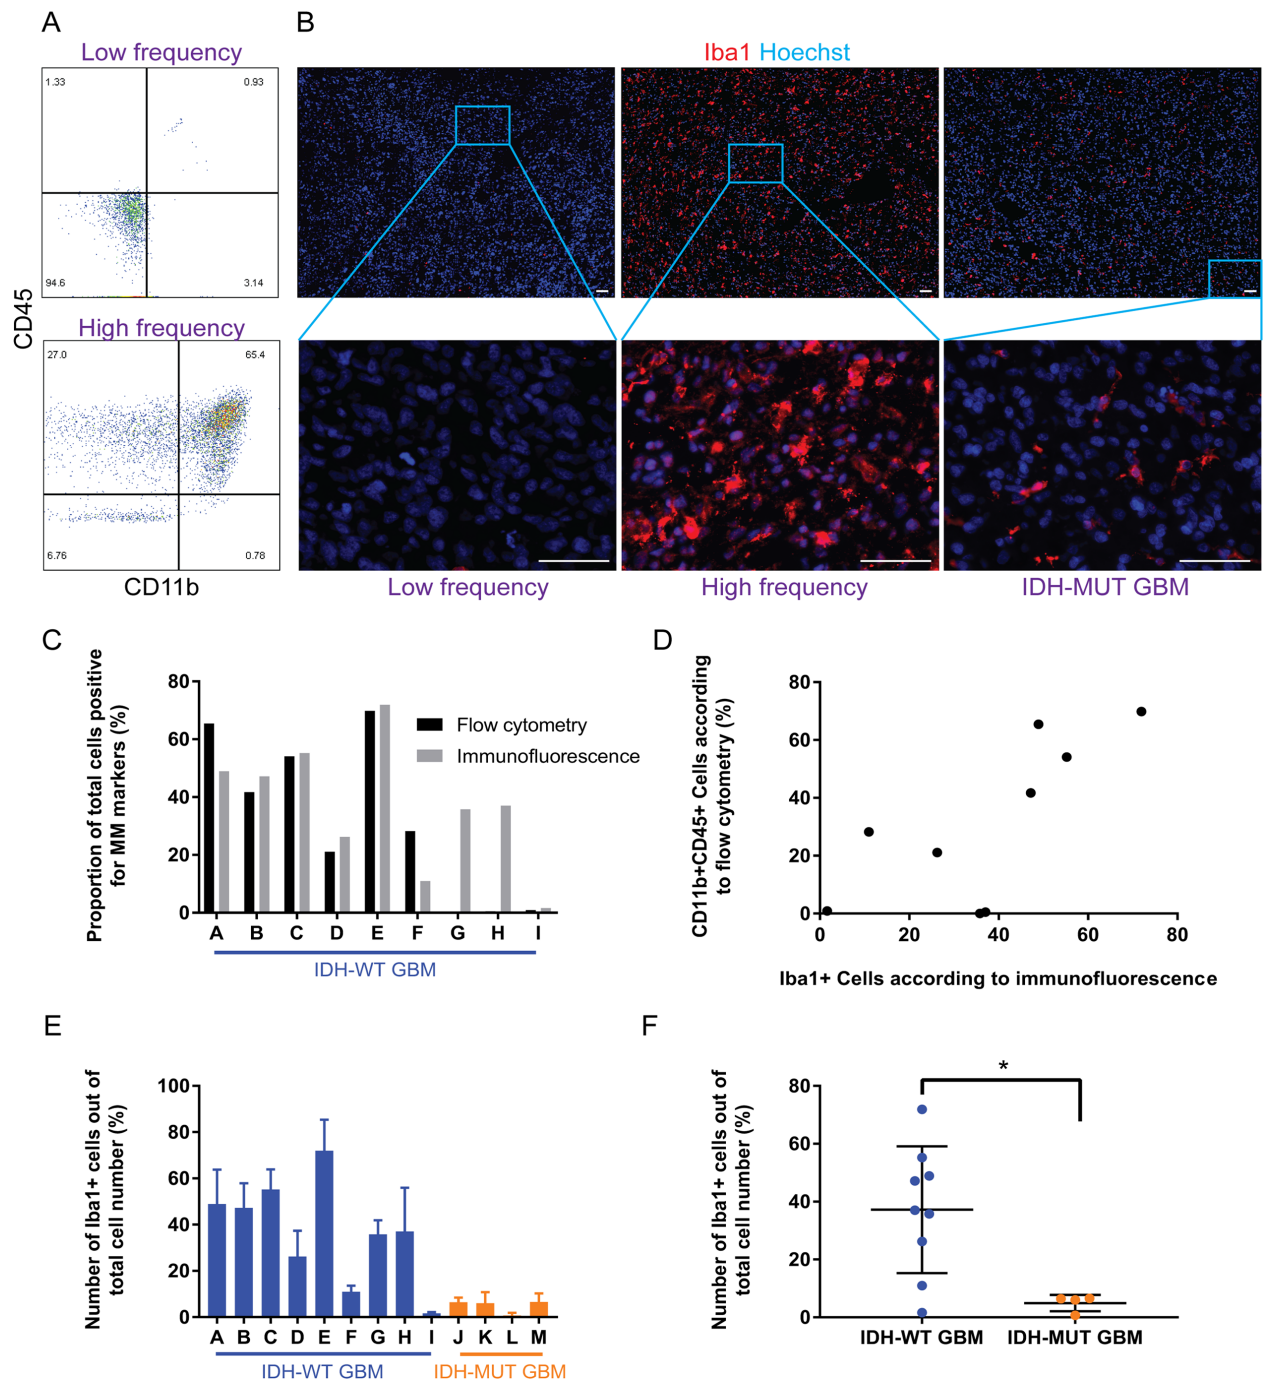 A
B
Low frequency
Iba1 Hoechst
1.33
0.93
94.6
3.14
High frequency
27.0
65.4
6.76
0.78
CD45
CD11b
Low frequency
High frequency
IDH-MUT GBM
C
Proportion of total cells positive
for MM markers (%)
80
60
40
20
0
Flow cytometry
Immunofluorescence
A B C D E F G H I
IDH-WT GBM
D
CD11b+CD45+ Cells according
to flow cytometry (%)
80
60
40
20
0
0 20 40 60 80
Iba1+ Cells according to immunofluorescence
E
Number of Iba1+ cells out of
total cell number (%)
100
80
60
40
20
0
A B C D E F G H I J K L M
IDH-WT GBM IDH-MUT GBM
F
Number of Iba1+ cells out of
total cell number (%)
80
60
40
20
0
*
IDH-WT GBM IDH-MUT GBM